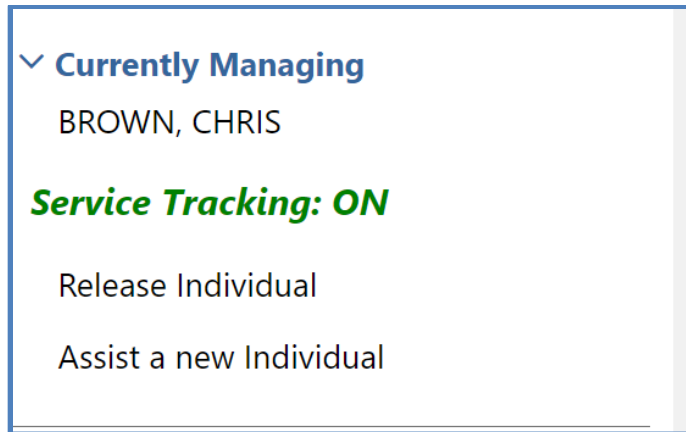 Currently Managing
BROWN, CHRIS
Service Tracking: ON
Release Individual
Assist a new Individual